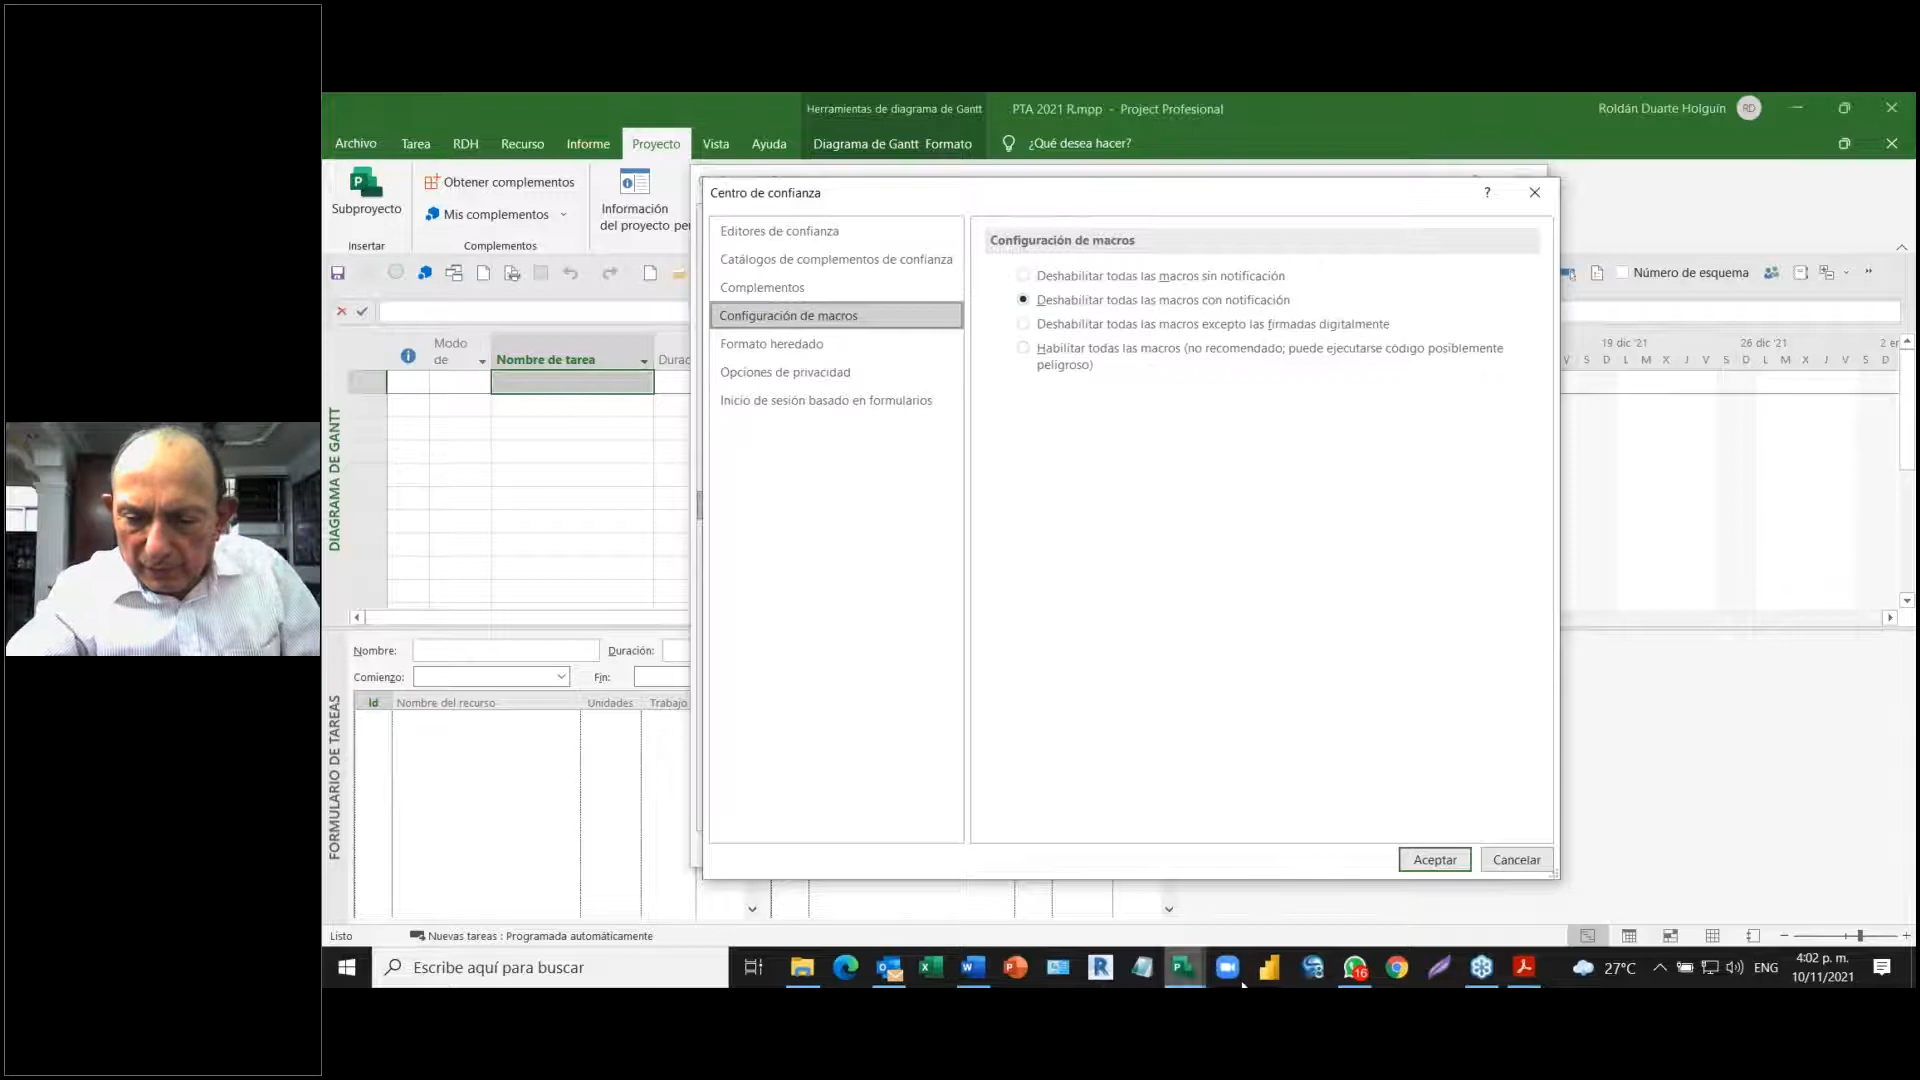 Herramientas de diagrama de Gantt
PTA 2021 R.mpp - Project Profesional
Roldán Duarte Holguín
RD
Archivo
Tarea
RDH
Recurso
Informe
Proyecto
Vista
Ayuda
Diagrama de Gantt Formato
¿Qué desea hacer?
Subproyecto
Insertar
Obtener complementos
Mis complementos
Complementos
Información
del proyecto
Número de esquema
Centro de confianza
Editores de confianza
Catálogos de complementos de confianza
Complementos
Configuración de macros
Formato heredado
Opciones de privacidad
Inicio de sesión basado en formularios
Configuración de macros
Deshabilitar todas las macros sin notificación
Deshabilitar todas las macros con notificación
Deshabilitar todas las macros excepto las firmadas digitalmente
Habilitar todas las macros (no recomendado; puede ejecutarse código posiblemente
peligroso)
Aceptar
Cancelar
Modo
de
Nombre de tarea
Durac
19 dic '21
26 dic '21
2 er
V S D L M X J V S D L M X J V S D
DIAGRAMA DE GANTT
Nombre:
Duración:
Comienzo:
Fin:
Id
Nombre del recurso
Unidades
Trabajo
FORMULARIO DE TAREAS
Listo
Nuevas tareas : Programada automáticamente
Escribe aquí para buscar
16
27°C
ENG
4:02 p. m.
10/11/2021